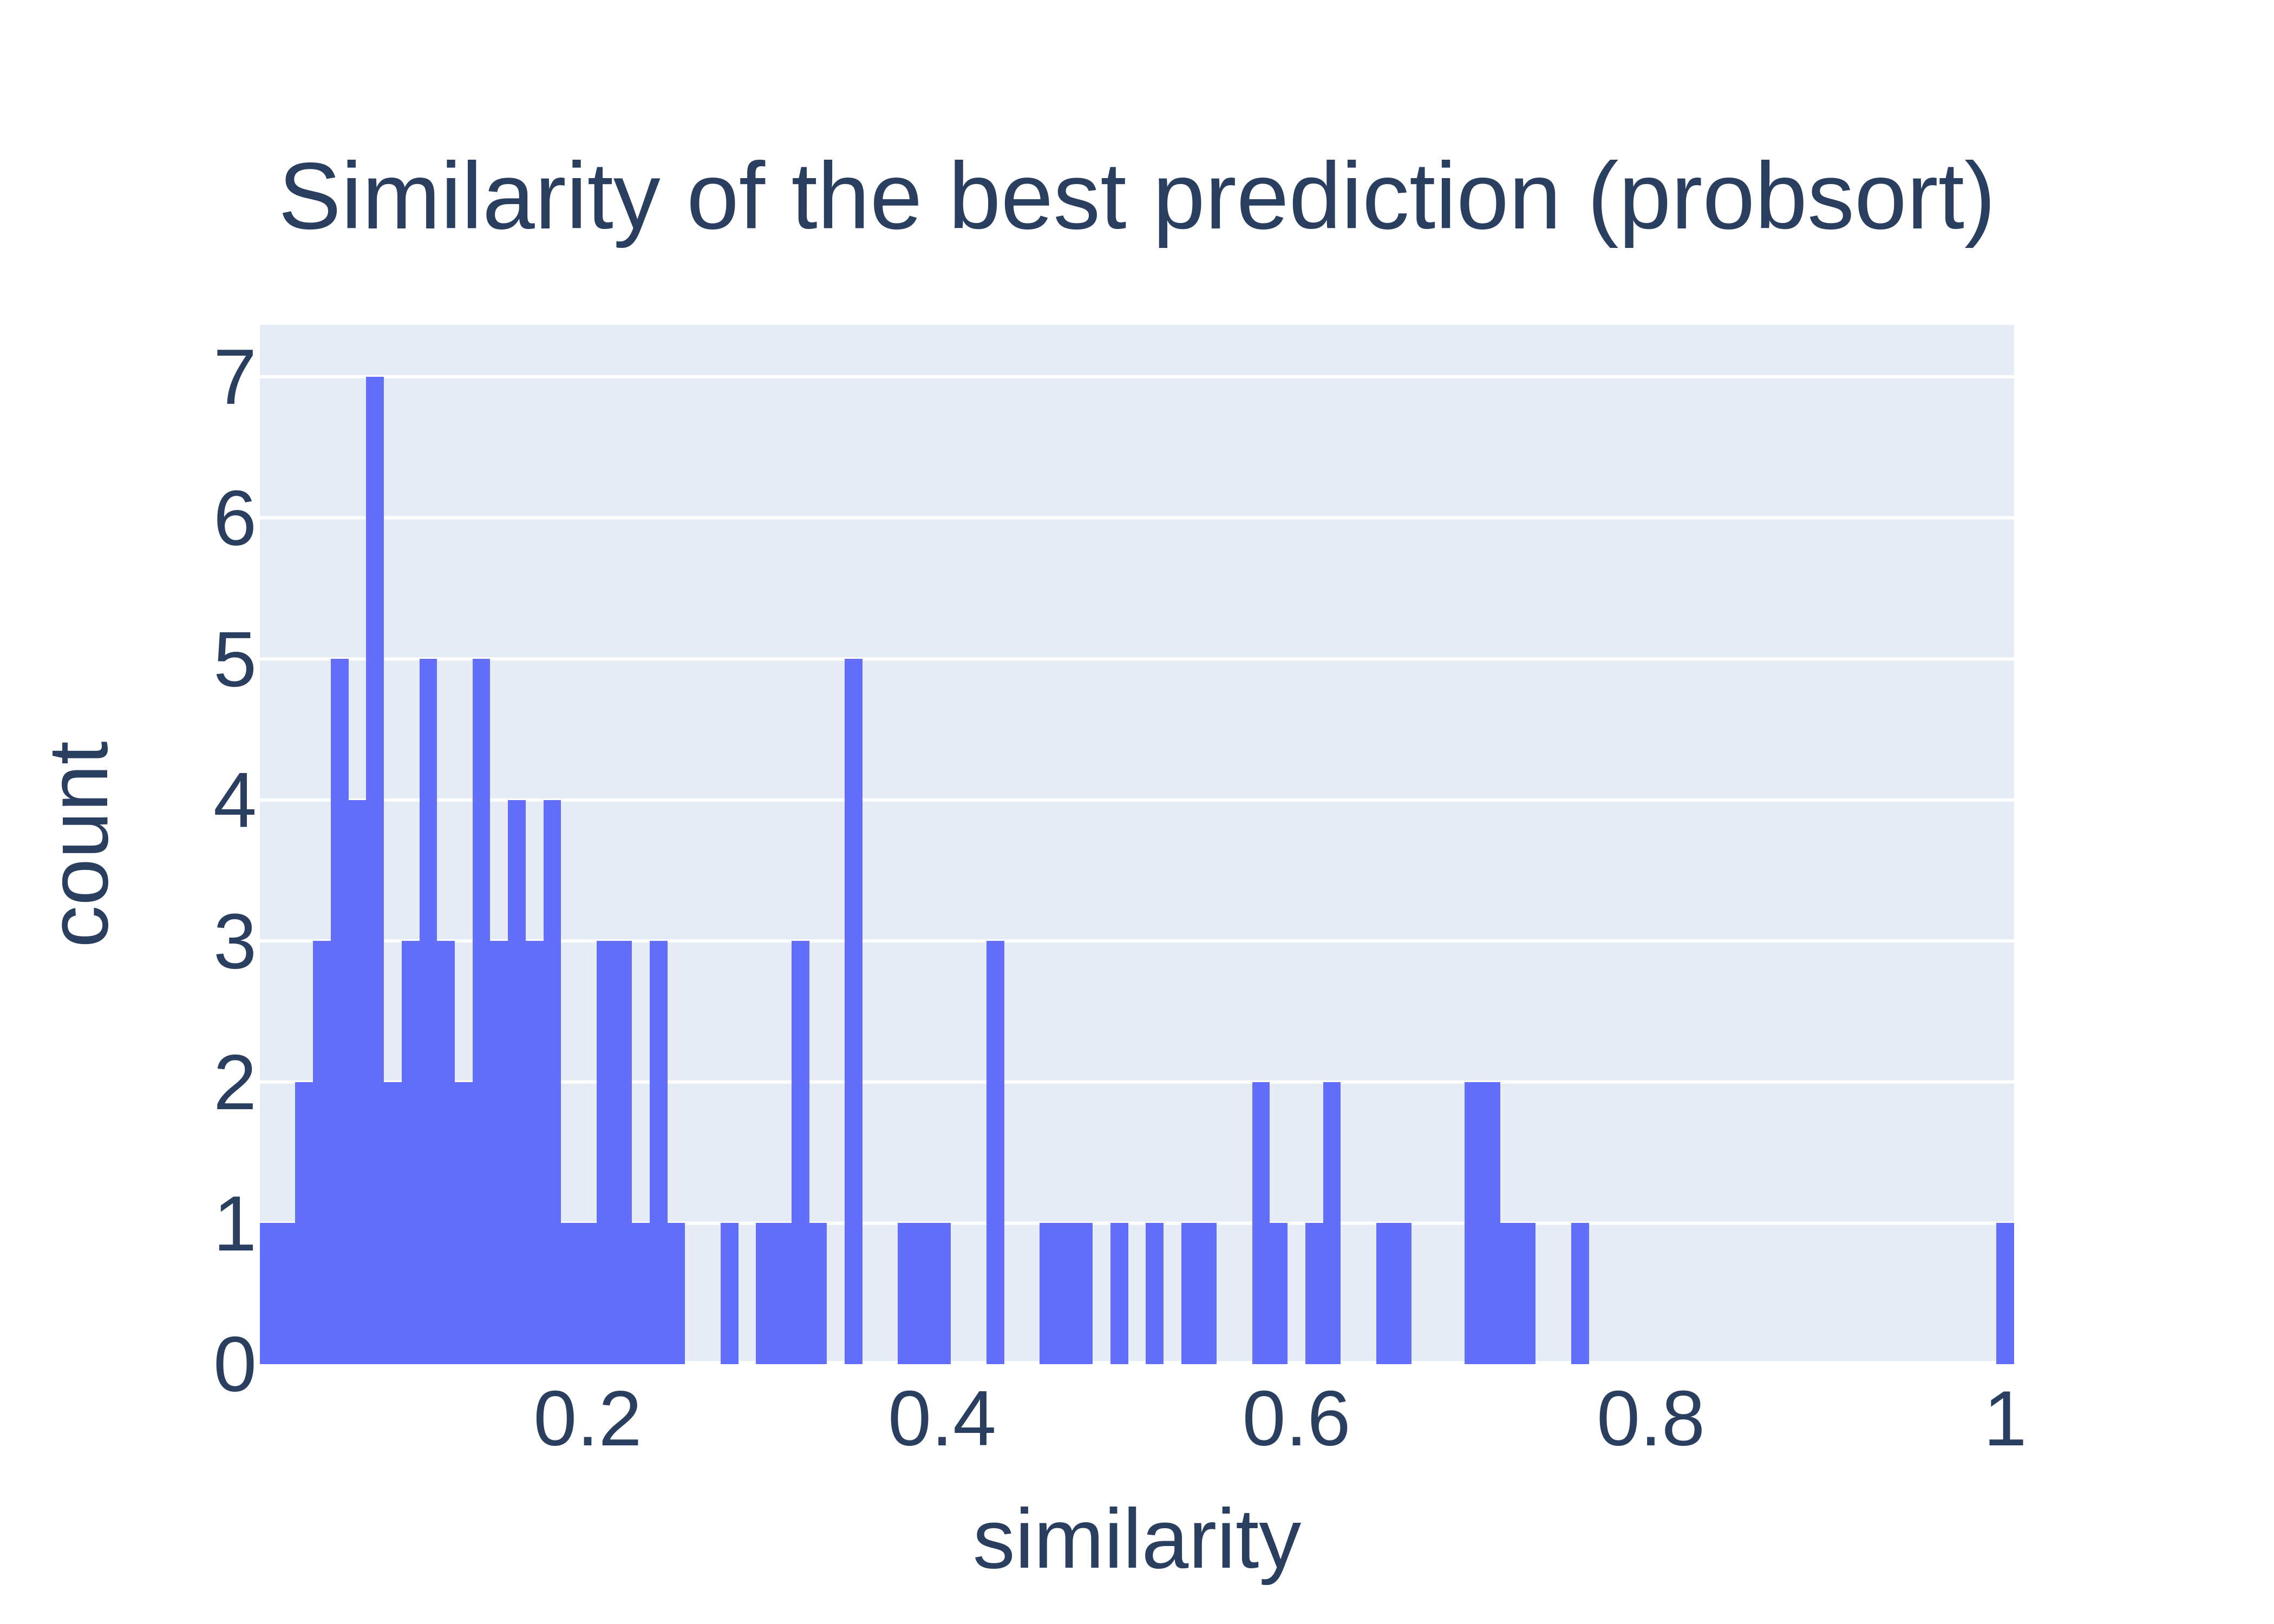 Similarity of the best prediction (probsort)
7
6
5
4
3
2
1
0
count
0.2 0.4 0.6 0.8 1
similarity